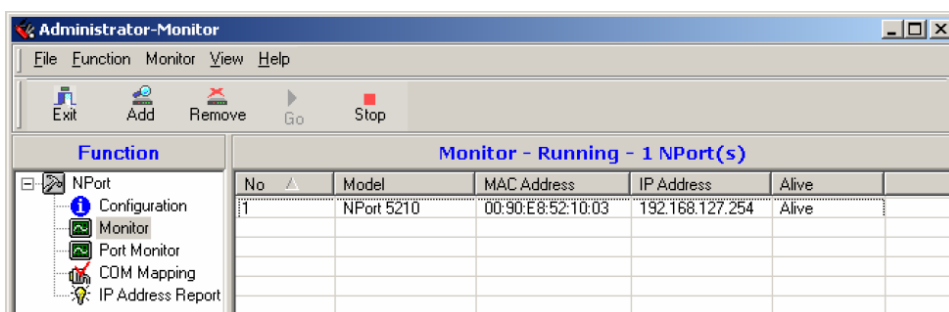 Administrator-Monitor
File Function Monitor View Help
Exit Add Remove Go Stop
Function
Monitor - Running - 1 NPort(s)
NPort
Configuration
Monitor
Port Monitor
COM Mapping
IP Address Report
No Model MAC Address IP Address Alive
1 NPort 5210 00:90:E8:52:10:03 192.168.127.254 Alive